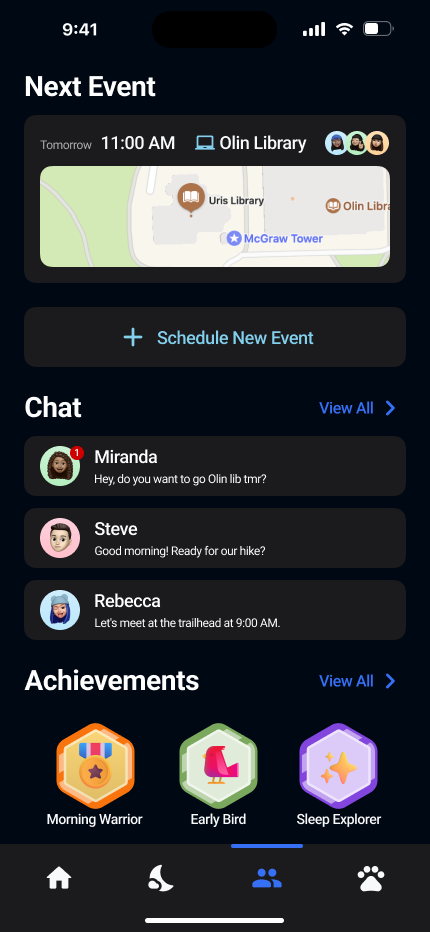 9:41
Next Event
Tomorrow 11:00 AM Olin Library
Uris Library
Olin Libra
McGraw Tower
Schedule New Event
Chat View All
Miranda
1
Hey, do you want to go Olin lib tmr?
Steve
Good morning! Ready for our hike?
Rebecca
Let's meet at the trailhead at 9:00 AM.
Achievements View All
Morning Warrior Early Bird Sleep Explorer